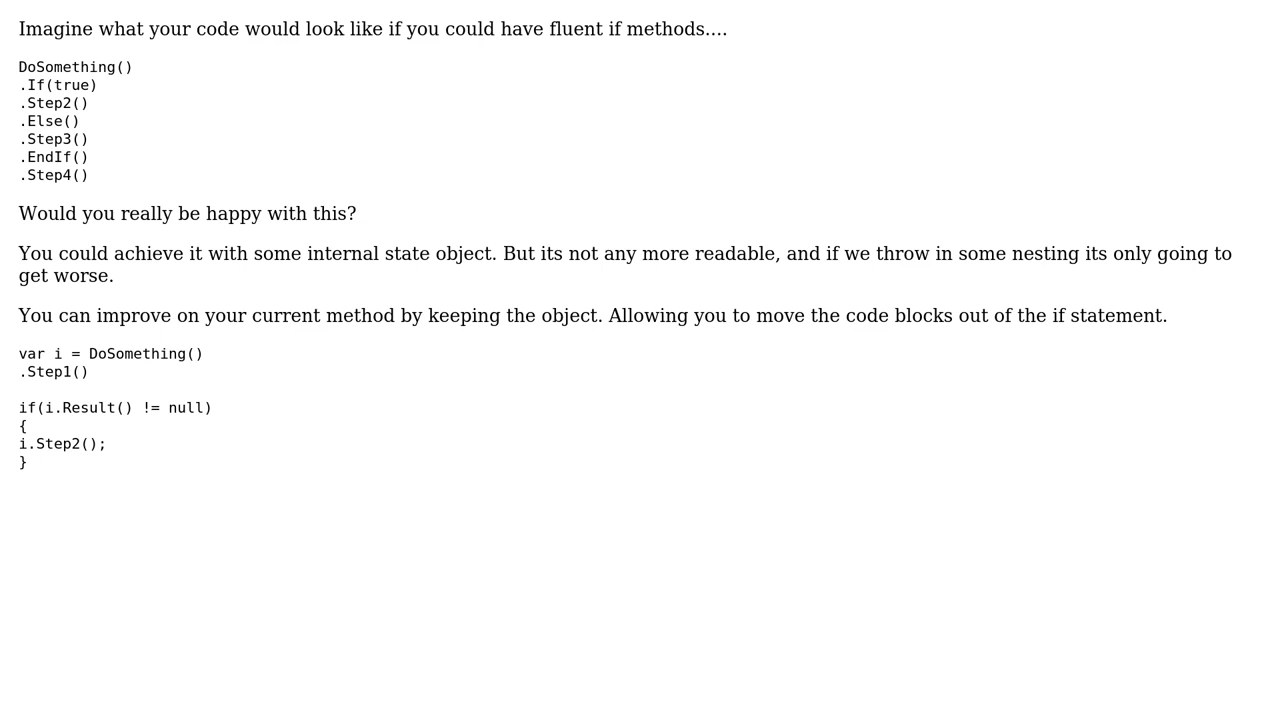 Imagine what your code would look like if you could have fluent if methods....
DoSomething()
.If(true)
.Step2()
.Else()
.Step3()
.EndIf()
.Step4()
Would you really be happy with this?
You could achieve it with some internal state object. But its not any more readable, and if we throw in some nesting its only going to
get worse.
You can improve on your current method by keeping the object. Allowing you to move the code blocks out of the if statement.
var i = DoSomething()
.Step1()
if(i.Result() != null)
{
i.Step2();
}